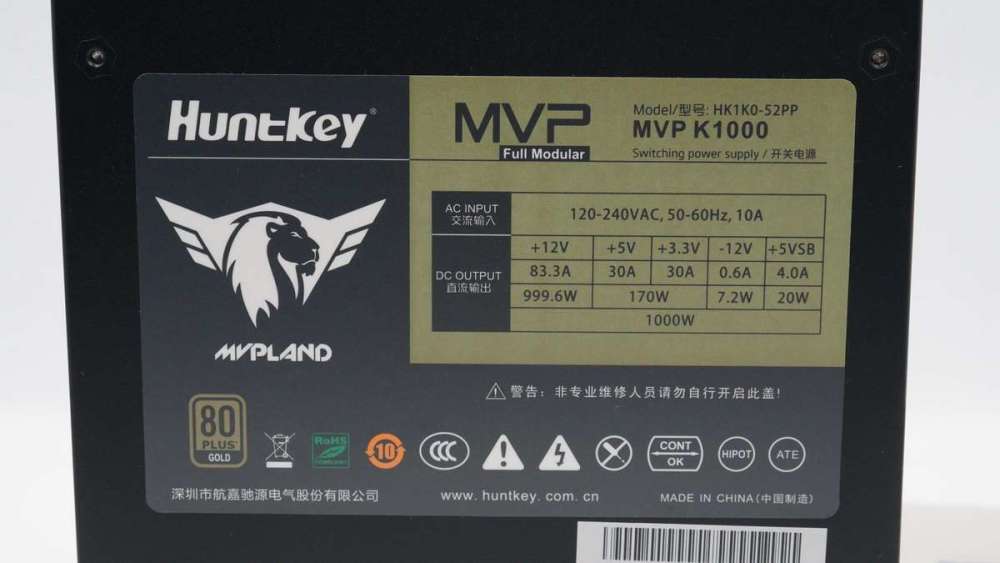 Huntkey®
MVP
Full Modular
Model/型号: HK1K0-52PP
MVP K1000
Switching power supply / 开关电源
AC INPUT
交流输入
120-240VAC, 50-60Hz, 10A
DC OUTPUT
直流输出
+12V +5V +3.3V -12V +5VSB
83.3A 30A 30A 0.6A 4.0A
999.6W 170W 7.2W 20W
1000W
MVPLAND
警告: 非专业维修人员请勿自行开启此盖!
80
PLUS
GOLD
RoHS
COMPLIANT
10
CCC
CONT
OK
HIPOT
ATE
深圳市航嘉驰源电气股份有限公司
www.huntkey.com.cn
MADE IN CHINA(中国制造)